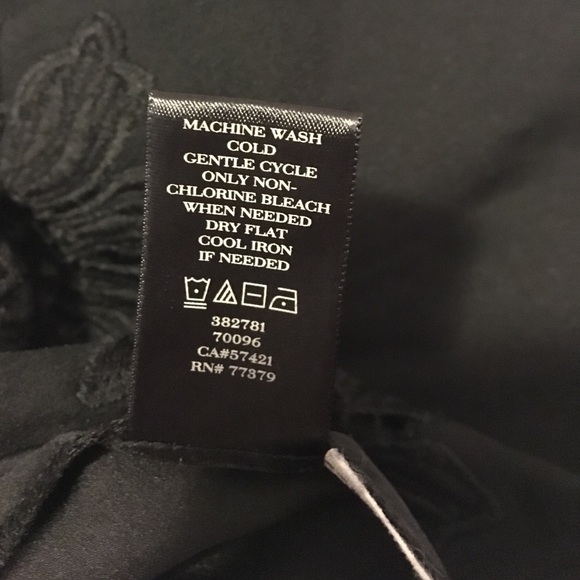 MACHINE WASH
COLD
GENTLE CYCLE
ONLY NON-
CHLORINE BLEACH
WHEN NEEDED
DRY FLAT
COOL IRON
IF NEEDED
382781
70096
CA#57421
RN# 77379